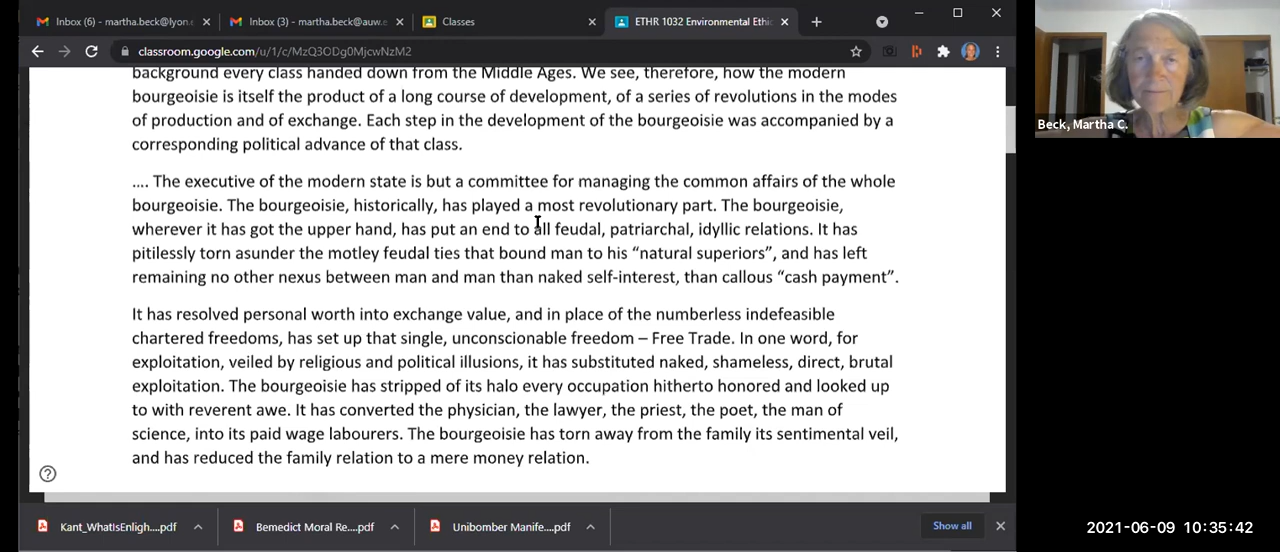 Inbox (6) - martha.beck@lyon.e
Inbox (3) - martha.beck@auw.e
Classes
ETHR 1032 Environmental Ethic
classroom.google.com/u/1/c/MzQ3ODg0MjcwNzM2
Beck, Martha C.
background every class handed down from the Middle Ages. We see, therefore, how the modern
bourgeoisie is itself the product of a long course of development, of a series of revolutions in the modes
of production and of exchange. Each step in the development of the bourgeoisie was accompanied by a
corresponding political advance of that class.
.... The executive of the modern state is but a committee for managing the common affairs of the whole
bourgeoisie. The bourgeoisie, historically, has played a most revolutionary part. The bourgeoisie,
wherever it has got the upper hand, has put an end to all feudal, patriarchal, idyllic relations. It has
pitilessly torn asunder the motley feudal ties that bound man to his “natural superiors”, and has left
remaining no other nexus between man and man than naked self-interest, than callous “cash payment”.
It has resolved personal worth into exchange value, and in place of the numberless indefeasible
chartered freedoms, has set up that single, unconscionable freedom – Free Trade. In one word, for
exploitation, veiled by religious and political illusions, it has substituted naked, shameless, direct, brutal
exploitation. The bourgeoisie has stripped of its halo every occupation hitherto honored and looked up
to with reverent awe. It has converted the physician, the lawyer, the priest, the poet, the man of
science, into its paid wage labourers. The bourgeoisie has torn away from the family its sentimental veil,
and has reduced the family relation to a mere money relation.
Kant_WhatIsEnligh....pdf
Bemedict Moral Re....pdf
Unibomber Manife....pdf
Show all
2021-06-09 10:35:42